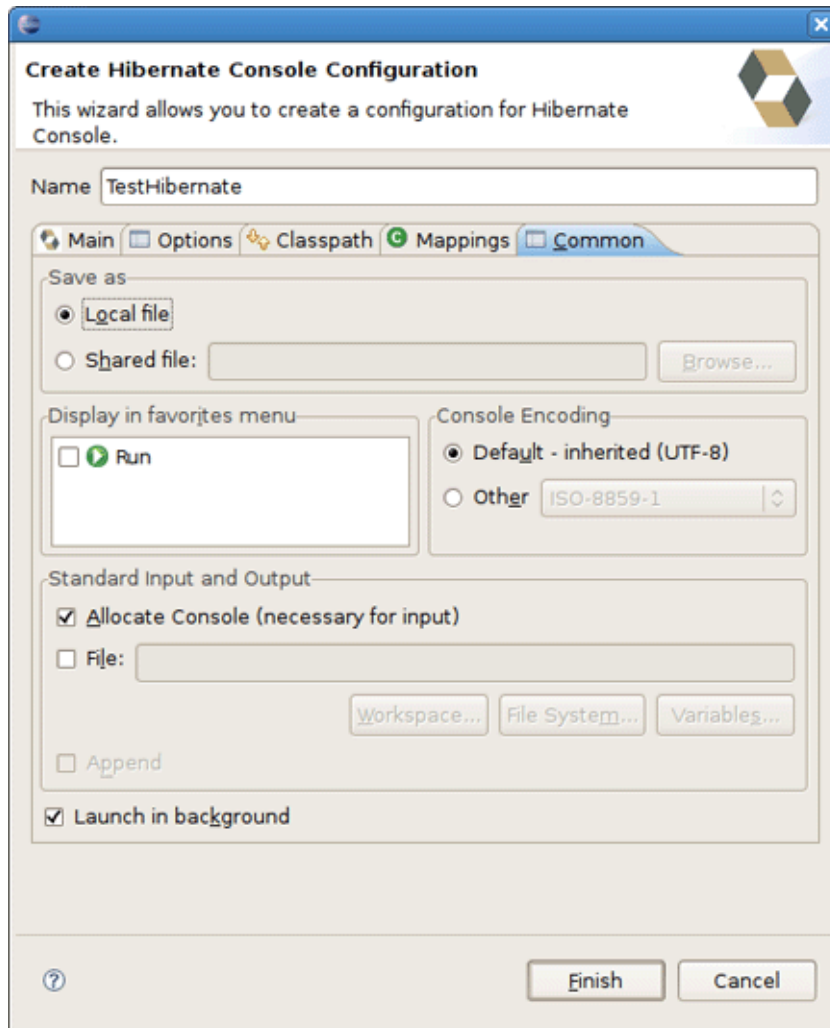 Create Hibernate Console Configuration
This wizard allows you to create a configuration for Hibernate
Console.
Name TestHibernate
Main Options Classpath C Mappings Common
Save as
Local file
Shared file: Browse...
Display in favorites menu
Run
Console Encoding
Default - inherited (UTF-8)
Other ISO-8859-1
Standard Input and Output
Allocate Console (necessary for input)
File:
Workspace... File System... Variables...
Append
Launch in background
? Finish Cancel